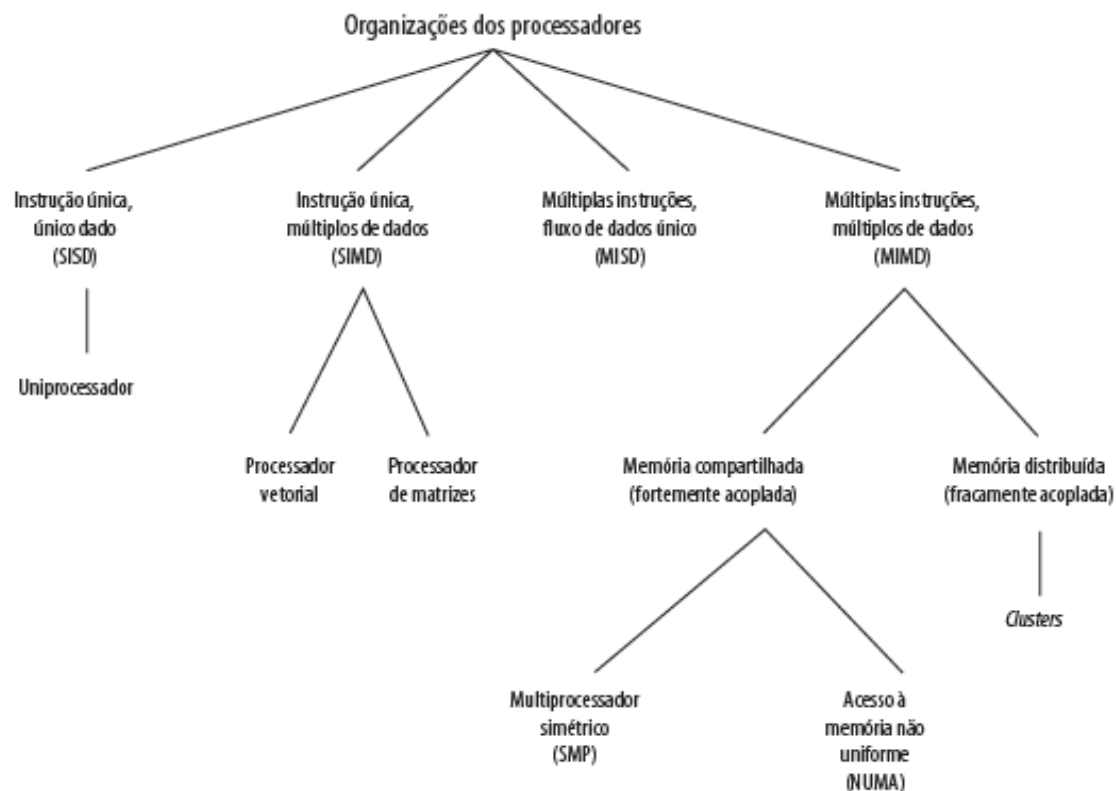 Organizações dos processadores
Instrução única,
único dado
(SISD)
Instrução única,
múltiplos de dados
(SIMD)
Múltiplas instruções,
fluxo de dados único
(MISD)
Múltiplas instruções,
múltiplos de dados
(MIMD)
Uniprocessador
Processador
vetorial
Processador
de matrizes
Memória compartilhada
(fortemente acoplada)
Memória distribuída
(fracamente acoplada)
Clusters
Multiprocessador
simétrico
(SMP)
Acesso à
memória não
uniforme
(NUMA)